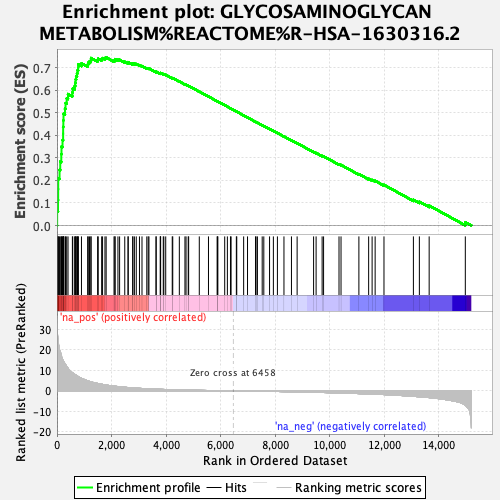 Enrichment plot: GLYCOSAMINOGLYCAN
METABOLISM%REACTOME%R-HSA-1630316.2
Enrichment score (ES)
0.7
0.6
0.5
0.4
0.3
0.2
0.1
0.0
'na_pos' (positively correlated)
Ranked list metric (PreRanked)
30
20
10
0
-10
-20
Zero cross at 6458
'na_neg' (negatively correlated)
0
2,000
4,000
6,000
8,000
10,000
12,000
14,000
Rank in Ordered Dataset
Enrichment profile
Hits
Ranking metric scores